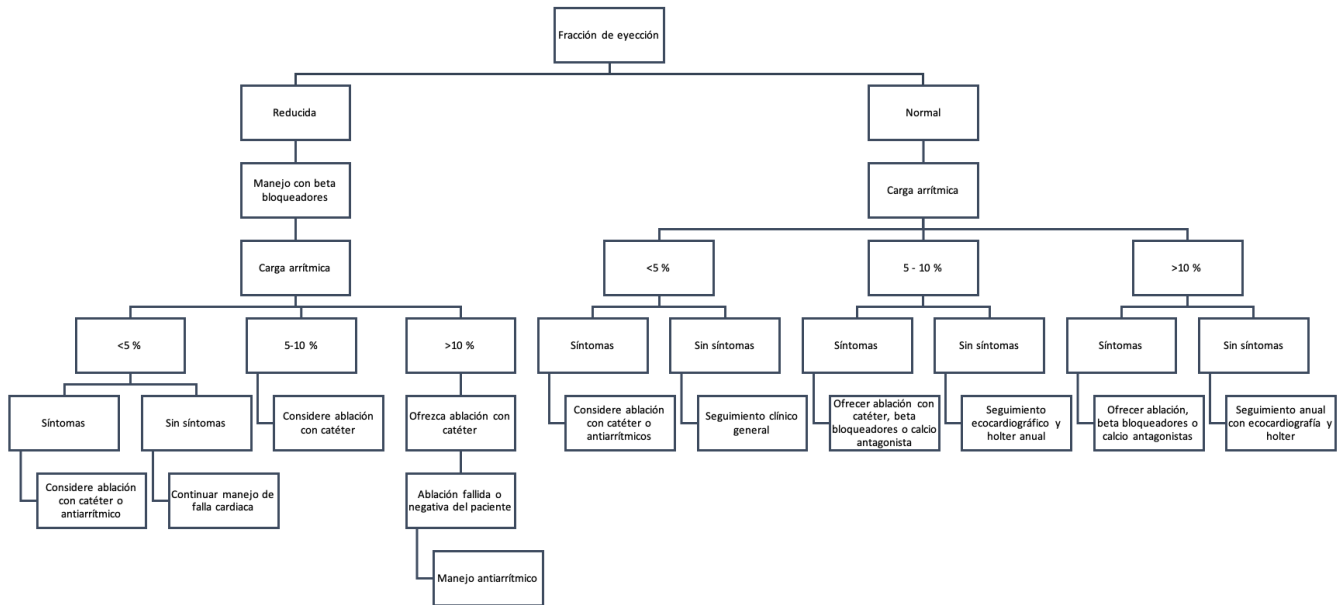 Fracción de eyección
Reducida
Normal
Manejo con beta
bloqueadores
Carga arrítmica
Carga arrítmica
<5 %
5 - 10 %
>10 %
<5 %
5-10 %
>10 %
Síntomas
Sin síntomas
Síntomas
Sin síntomas
Síntomas
Sin síntomas
Síntomas
Sin síntomas
Considere ablación
con catéter
Ofrezca ablación con
catéter
Considere ablación
con catéter o
antiarrítmicos
Seguimiento clínico
general
Ofrecer ablación con
catéter, beta
bloqueadores o calcio
antagonista
Seguimiento
ecocardiográfico y
holter anual
Ofrecer ablación,
beta bloqueadores o
calcio antagonistas
Seguimiento anual
con ecocardiografía y
holter
Considere ablación
con catéter o
antiarrítmico
Continuar manejo de
falla cardiaca
Ablación fallida o
negativa del paciente
Manejo antiarrítmico